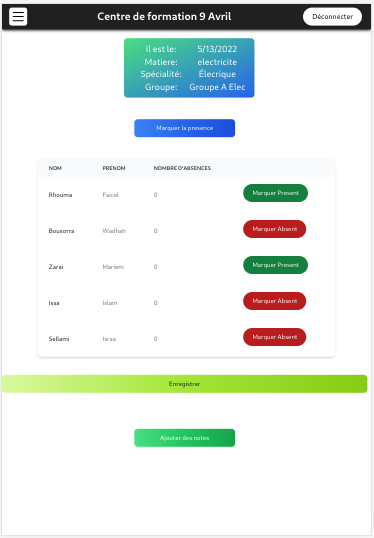 Centre de formation 9 Avril
Déconnecter
Il est le: 5/13/2022
Matiere: electricite
Spécialité: Élecrique
Groupe: Groupe A Elec
Marquer la presence
NOM PRENOM NOMBRE D'ABSENCES
Rhouma Faicel 0 Marquer Present
Bousorra Wadhah 0 Marquer Absent
Zarai Mariem 0 Marquer Present
Issa Islam 0 Marquer Absent
Sellami Israa 0 Marquer Absent
Enregistrer
Ajouter des notes